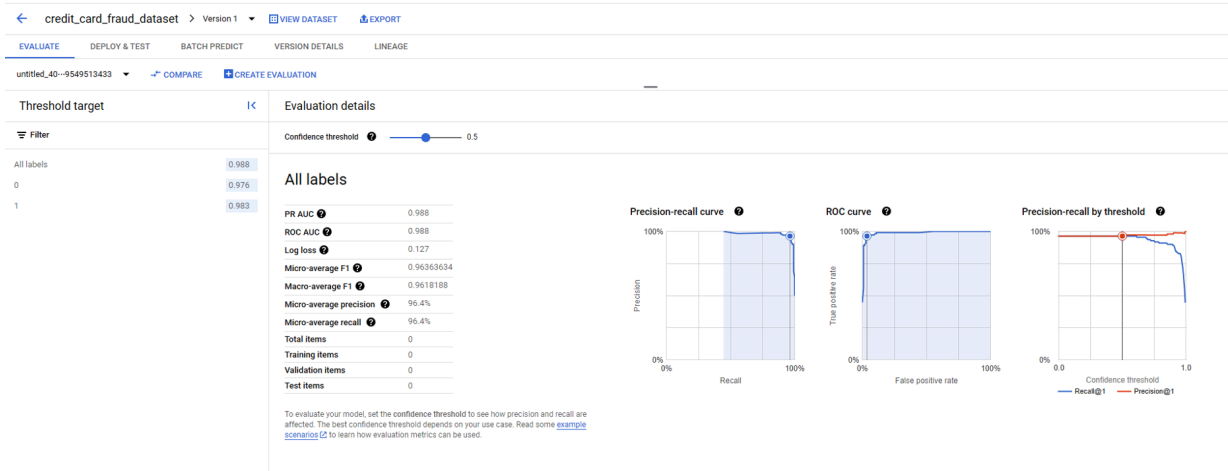 credit_card_fraud_dataset > Version 1 VIEW DATASET EXPORT
EVALUATE DEPLOY & TEST BATCH PREDICT VERSION DETAILS LINEAGE
untitled_40···9549513433 COMPARE CREATE EVALUATION
Threshold target
Filter
All labels 0.988
0 0.976
1 0.983
Evaluation details
Confidence threshold 0.5
All labels
PR AUC 0.988
ROC AUC 0.988
Log loss 0.127
Micro-average F1 0.96363634
Macro-average F1 0.9618188
Micro-average precision 96.4%
Micro-average recall 96.4%
Total items 0
Training items 0
Validation items 0
Test items 0
To evaluate your model, set the confidence threshold to see how precision and recall are
affected. The best confidence threshold depends on your use case. Read some example
scenarios to learn how evaluation metrics can be used.
Precision-recall curve
100%
Precision
0%
0% 100%
Recall
ROC curve
100%
True positive rate
0%
0% 100%
False positive rate
Precision-recall by threshold
100%
0%
0.0 1.0
Confidence threshold
Recall@1 Precision@1